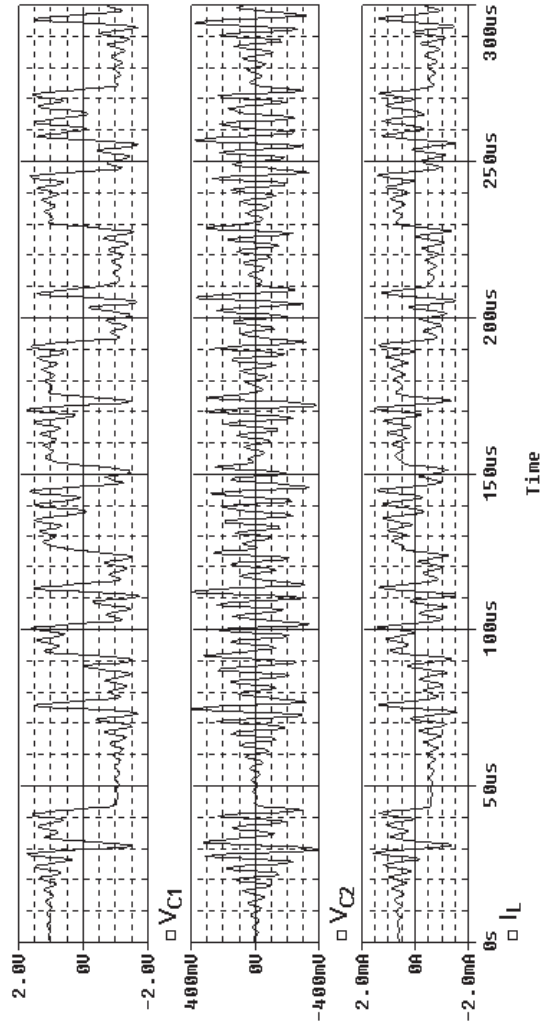 2.0V
0V
-2.0V
□ V_C1
400mV
0V
-400mV
□ V_C2
2.0mA
0A
-2.0mA
0s 50us 100us 150us 200us 250us 300us
□ I_L
Time